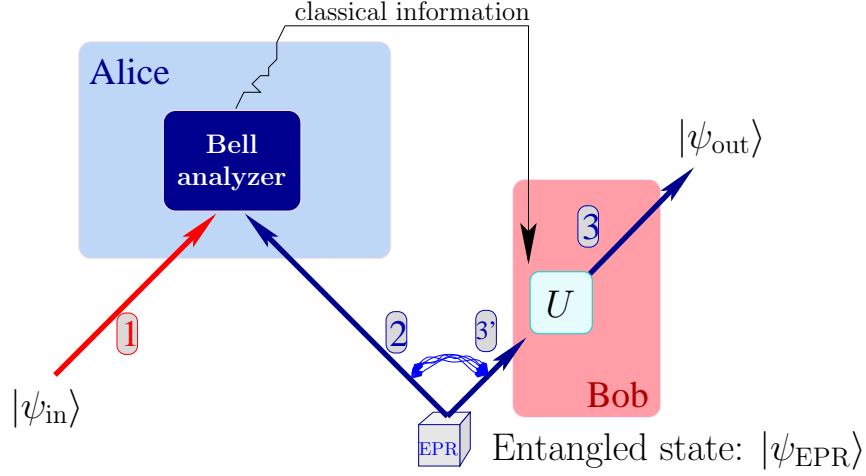 classical information
Alice
Bell
analyzer
|ψout⟩
3
1
2
3'
U
|ψin⟩
Bob
EPR
Entangled state: |ψEPR⟩